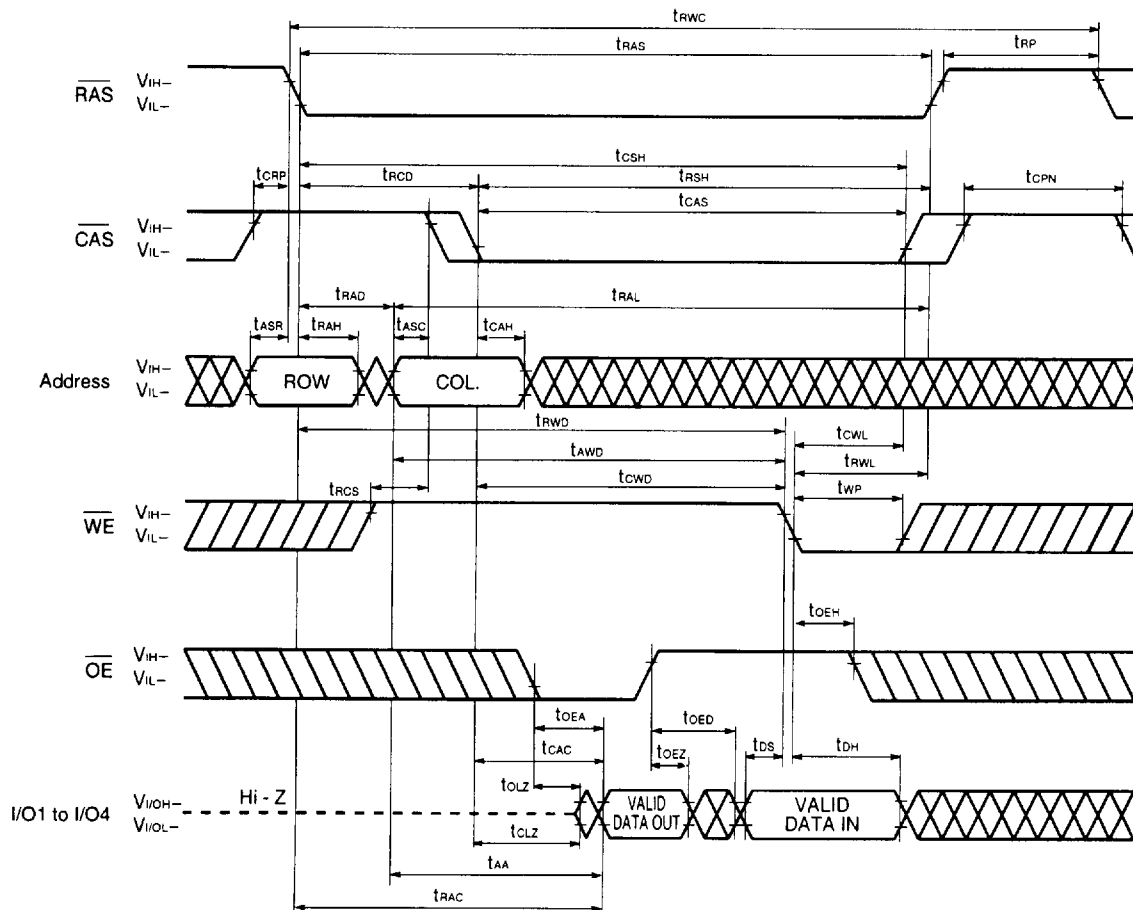 tRWC
tRAS
tRP
RAS
VIH–
VIL–
tCSH
tCRP
tRCD
tRSH
tCPN
tCAS
CAS
VIH–
VIL–
tRAD
tRAL
tASR
tRAH
tASC
tCAH
Address
VIH–
VIL–
ROW
COL.
tRWD
tCWL
tAWD
tRWL
tRCS
tCWD
tWP
WE
VIH–
VIL–
tOEH
OE
VIH–
VIL–
tOEA
tOED
tCAC
tOEZ
tDS
tDH
tOLZ
I/O1 to I/O4
VI/OH–
VI/OL–
Hi - Z
VALID
DATA OUT
VALID
DATA IN
tCLZ
tAA
tRAC